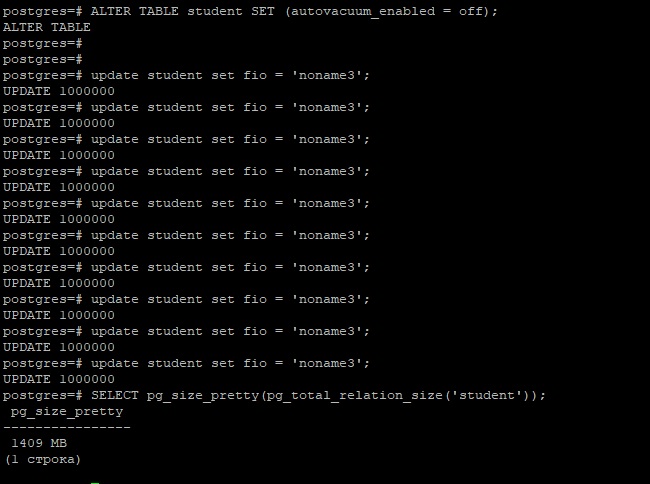 postgres=# ALTER TABLE student SET (autovacuum_enabled = off);
ALTER TABLE
postgres=#
postgres=#
postgres=# update student set fio = 'noname3';
UPDATE 1000000
postgres=# update student set fio = 'noname3';
UPDATE 1000000
postgres=# update student set fio = 'noname3';
UPDATE 1000000
postgres=# update student set fio = 'noname3';
UPDATE 1000000
postgres=# update student set fio = 'noname3';
UPDATE 1000000
postgres=# update student set fio = 'noname3';
UPDATE 1000000
postgres=# update student set fio = 'noname3';
UPDATE 1000000
postgres=# update student set fio = 'noname3';
UPDATE 1000000
postgres=# update student set fio = 'noname3';
UPDATE 1000000
postgres=# update student set fio = 'noname3';
UPDATE 1000000
postgres=# SELECT pg_size_pretty(pg_total_relation_size('student'));
 pg_size_pretty
----------------
 1409 MB
(1 строка)